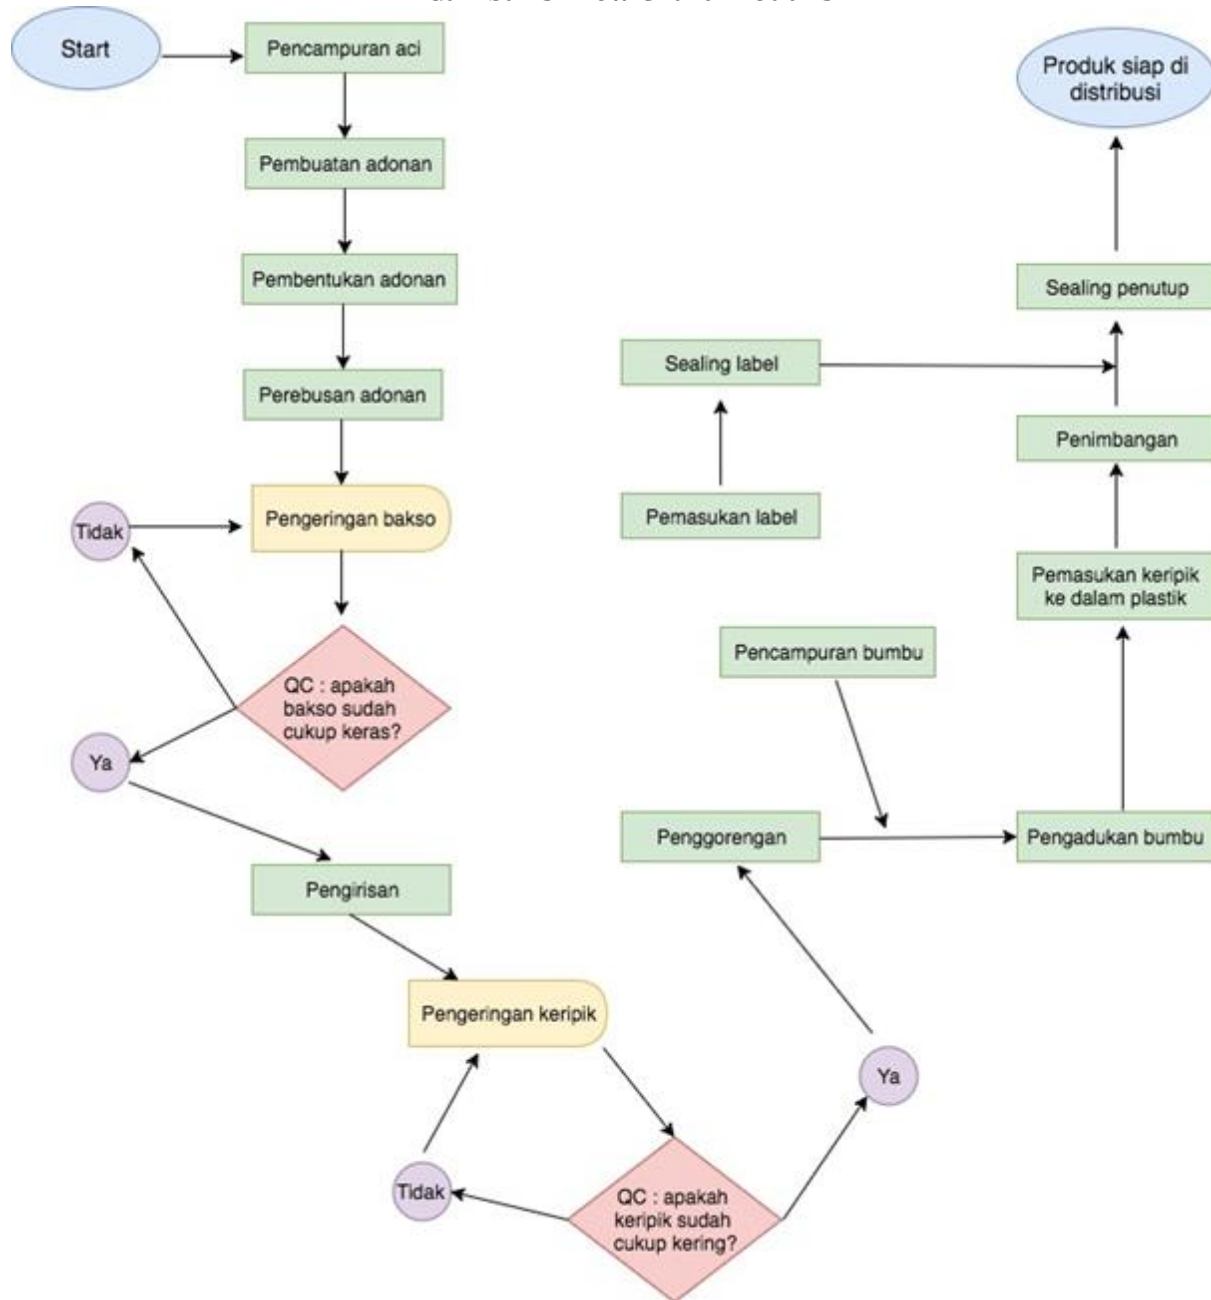 Start
Pencampuran aci
Pembuatan adonan
Pembentukan adonan
Perebusan adonan
Pengeringan bakso
Tidak
QC : apakah
bakso sudah
cukup keras?
Ya
Pengirisan
Pengeringan keripik
Tidak
QC : apakah
keripik sudah
cukup kering?
Ya
Penggorengan
Pencampuran bumbu
Pengadukan bumbu
Pemasukan keripik
ke dalam plastik
Penimbangan
Pemasukan label
Sealing label
Sealing penutup
Produk siap di
distribusi